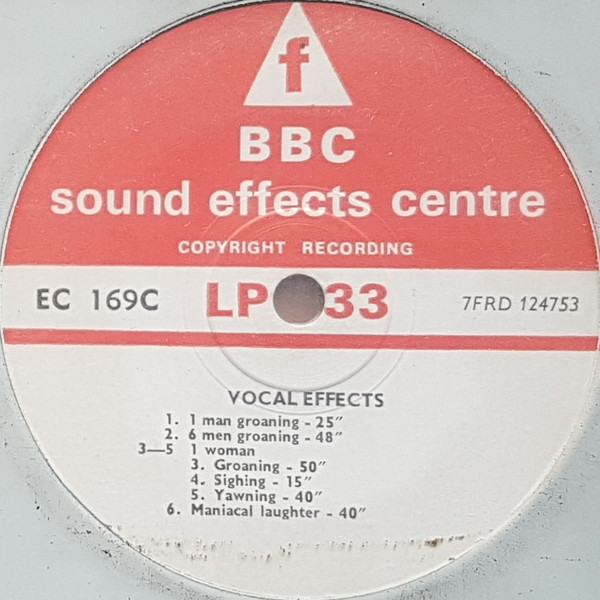 f
BBC
sound effects centre
COPYRIGHT RECORDING
EC 169C LP 33 7FRD 124753
VOCAL EFFECTS
1. 1 man groaning - 25″
2. 6 men groaning - 48″
3—5 1 woman
3. Groaning - 50″
4. Sighing - 15″
5. Yawning - 40″
6. Maniacal laughter - 40″